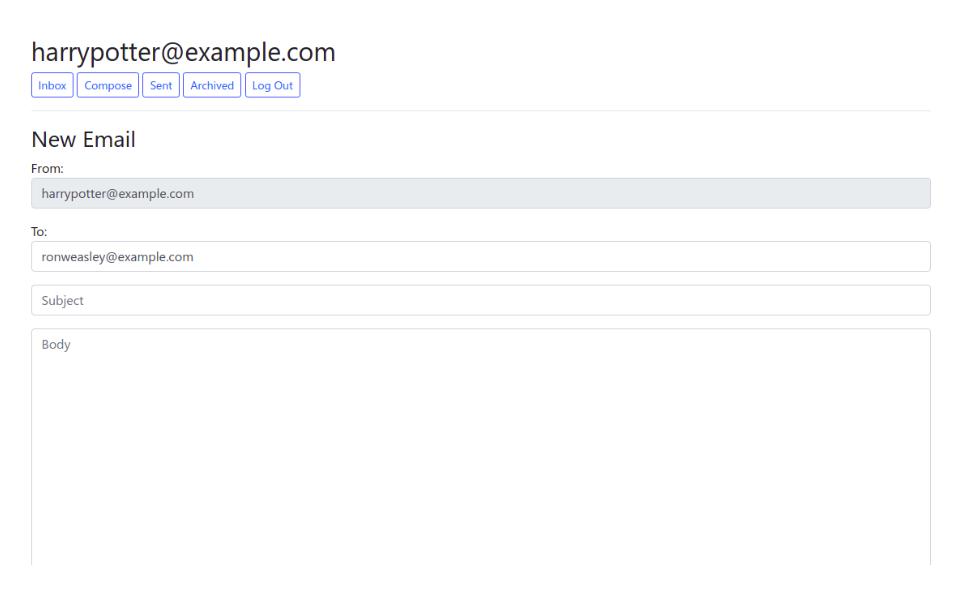 harrypotter@example.com
Inbox Compose Sent Archived Log Out
New Email
From:
harrypotter@example.com
To:
ronweasley@example.com
Subject
Body